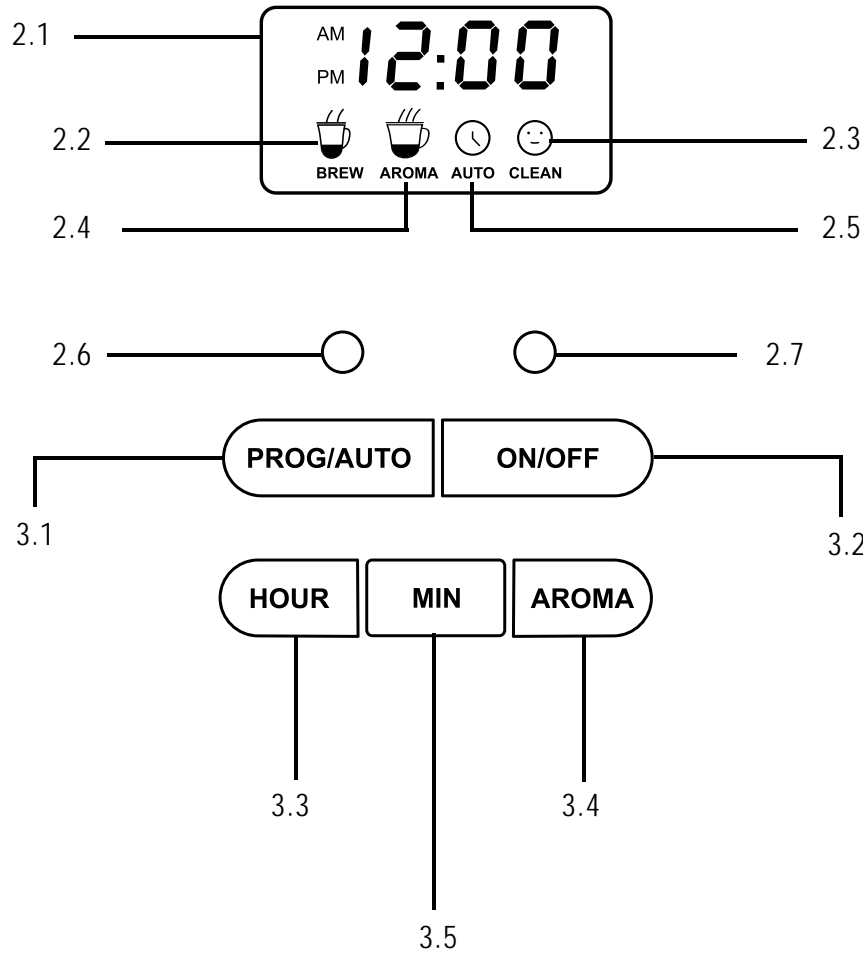 2.1
AM
12:00
PM
2.2
2.3
BREW AROMA AUTO CLEAN
2.4
2.5
2.6
2.7
PROG/AUTO ON/OFF
3.1
3.2
HOUR MIN AROMA
3.3
3.4
3.5